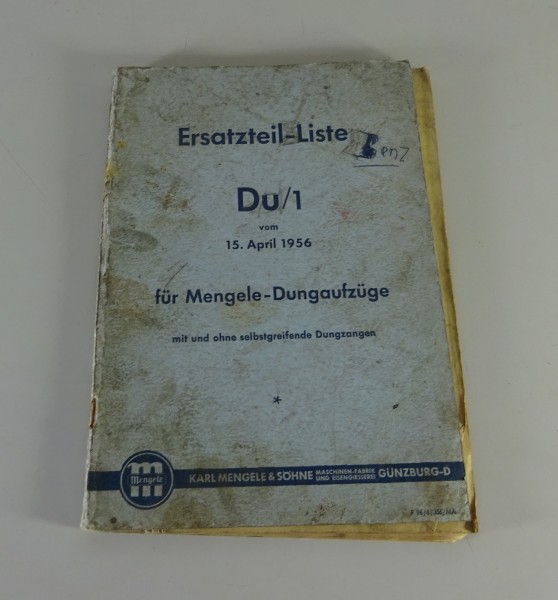 Ersatzteil-Liste
Du/1
vom
15. April 1956
für Mengele-Dungaufzüge
mit und ohne selbstgreifende Dungzangen
*
m
Mengele
KARL MENGELE & SÖHNE MASCHINEN-FABRIK UND EISENGIESSEREI GÜNZBURG-D